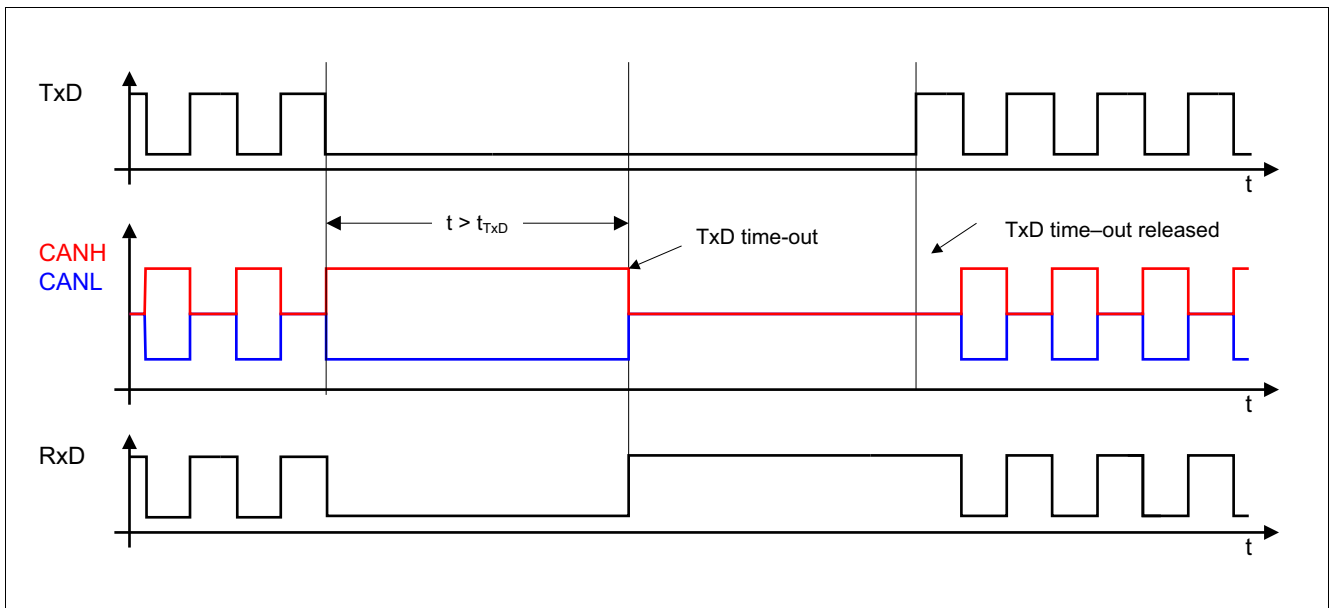 TxD
t
t > tTxD
TxD time-out
TxD time–out released
CANH
CANL
t
RxD
t